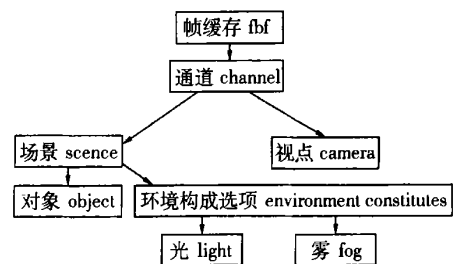 帧缓存 fbf
通道 channel
场景 scence
视点 camera
对象 object
环境构成选项 environment constitutes
光 light
雾 fog